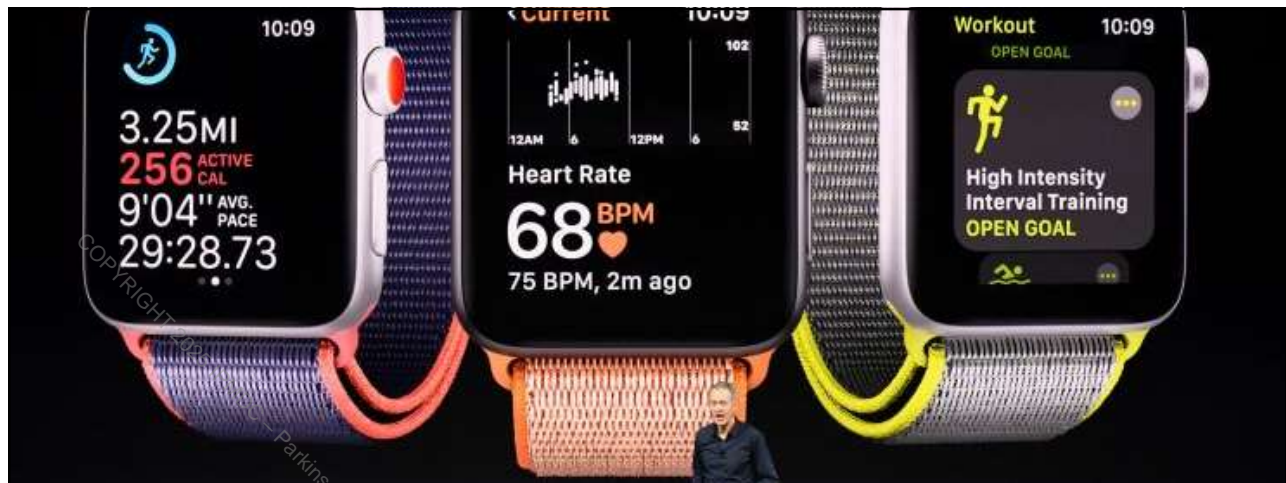 10:09
3.25MI
256 ACTIVE CAL
9'04" AVG. PACE
29:28.73
Current 10:09
102
52
12AM 6 12PM 6
Heart Rate
68 BPM
75 BPM, 2m ago
Workout 10:09
OPEN GOAL
High Intensity
Interval Training
OPEN GOAL
Parkins